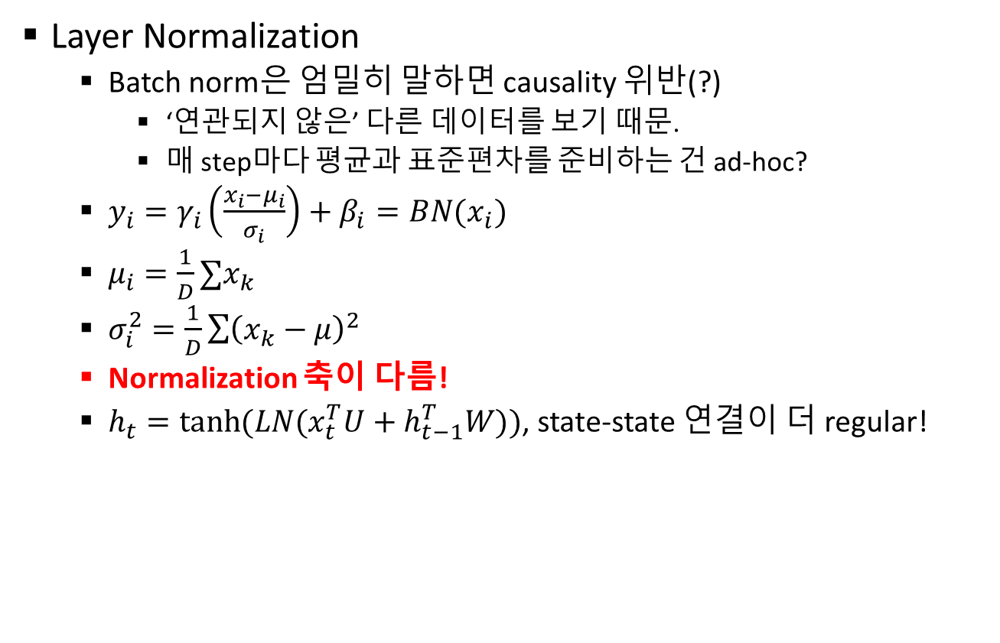 ▪ Layer Normalization
▪ Batch norm은 엄밀히 말하면 causality 위반(?)
▪ ‘연관되지 않은’ 다른 데이터를 보기 때문.
▪ 매 step마다 평균과 표준편차를 준비하는 건 ad-hoc?
▪ $y_i = \gamma_i \left(\frac{x_i - \mu_i}{\sigma_i}\right) + \beta_i = BN(x_i)$
▪ $\mu_i = \frac{1}{D} \sum x_k$
▪ $\sigma_i^2 = \frac{1}{D} \sum (x_k - \mu)^2$
▪ Normalization 축이 다름!
▪ $h_t = \tanh(LN(x_t^T U + h_{t-1}^T W))$, state-state 연결이 더 regular!